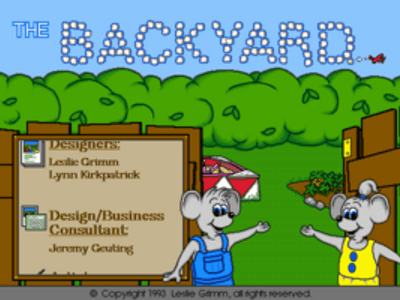 THE
BACKYARD
Designers:
Leslie Grimm
Lynn Kirkpatrick
Design/Business
Consultant:
Jeremy Geuting
© Copyright 1993 Leslie Grimm, all rights reserved.